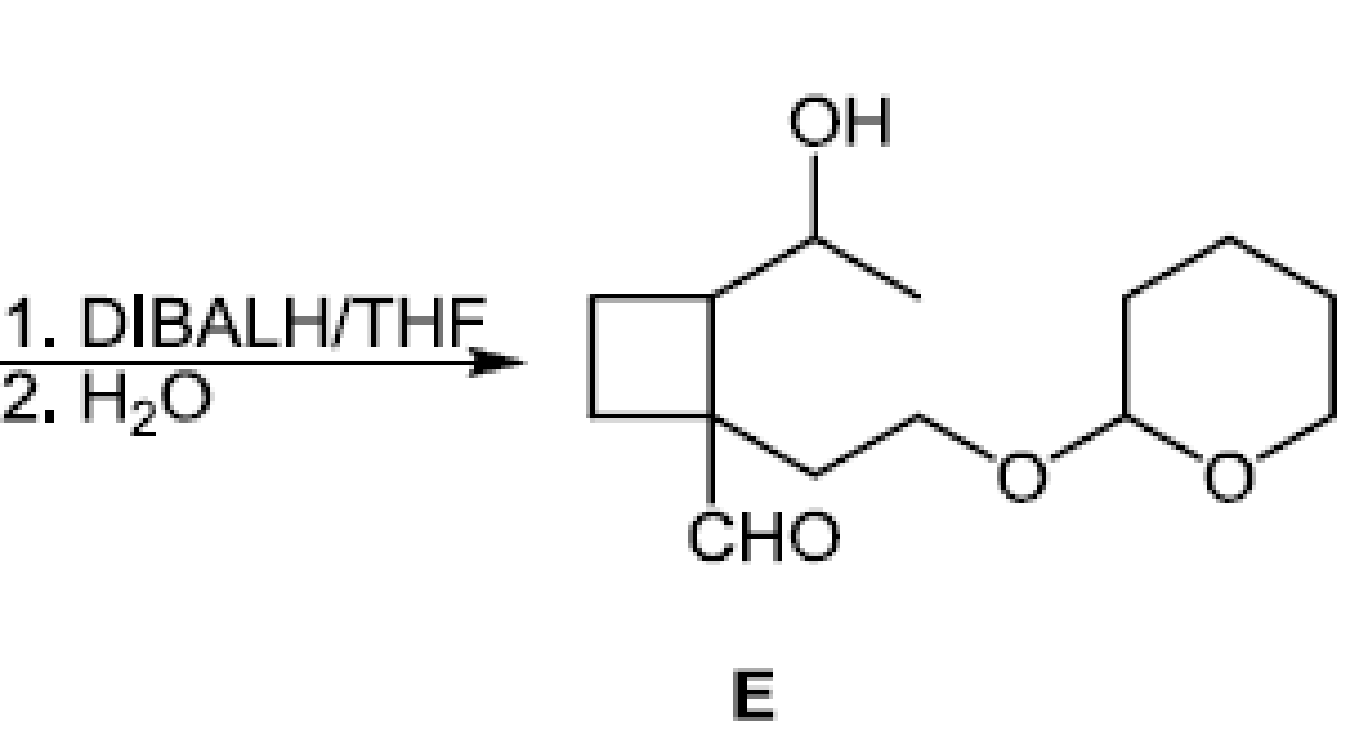 OH
1. DIBALH/THF
2. H₂O
O
O
CHO
E